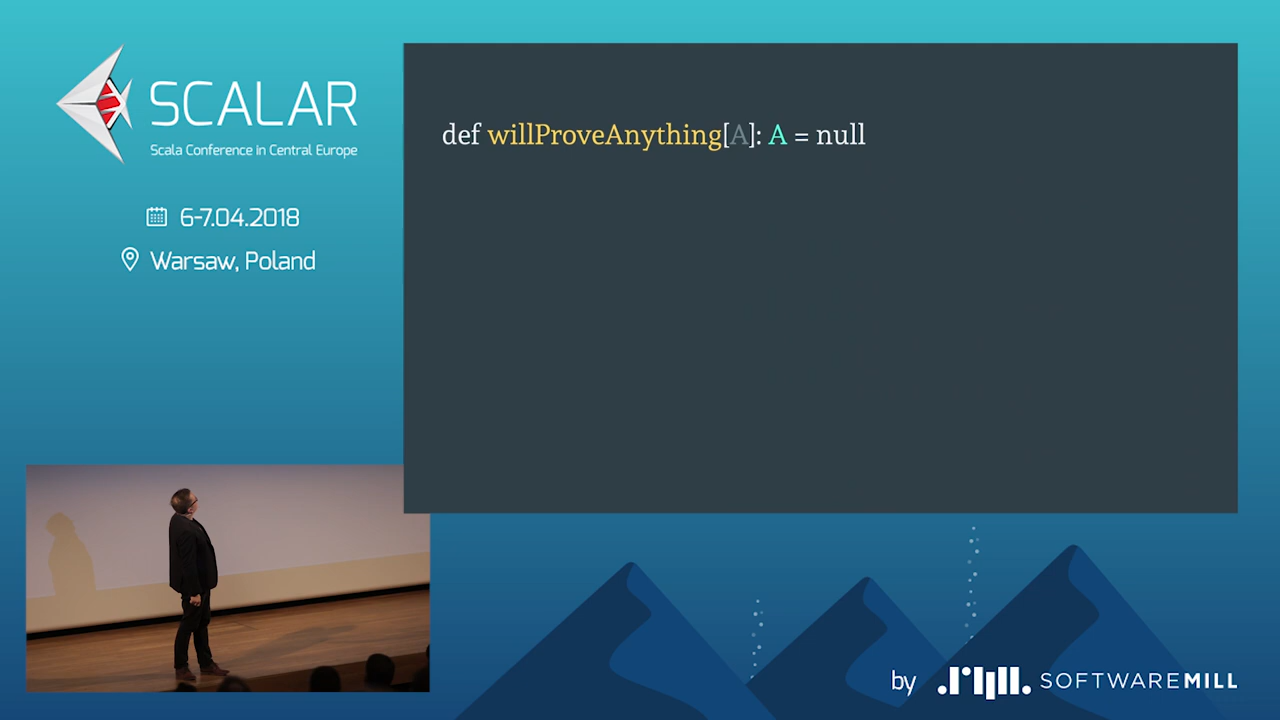 SCALAR
Scala Conference in Central Europe
6-7.04.2018
Warsaw, Poland
def willProveAnything[A]: A = null
by SOFTWAREMILL